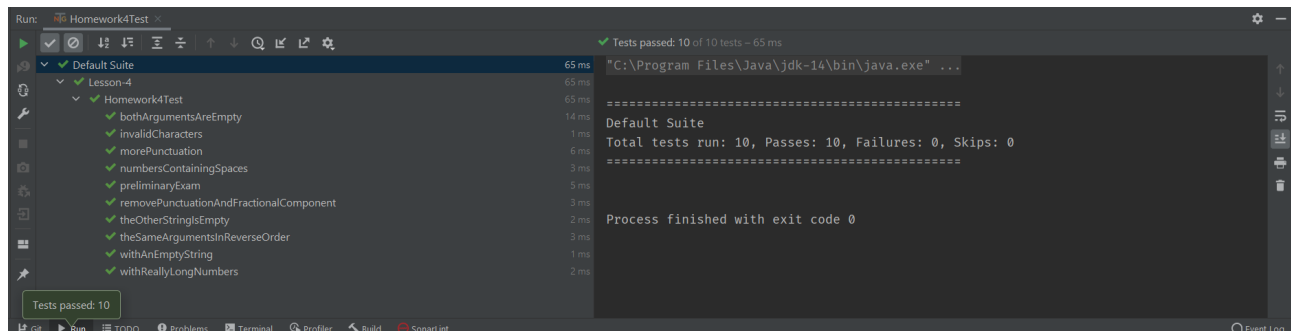 Run: Homework4Test
Tests passed: 10 of 10 tests – 65 ms
Default Suite 65 ms
Lesson-4 65 ms
Homework4Test 65 ms
bothArgumentsAreEmpty 14 ms
invalidCharacters 1 ms
morePunctuation 6 ms
numbersContainingSpaces 3 ms
preliminaryExam 5 ms
removePunctuationAndFractionalComponent 3 ms
theOtherStringIsEmpty 2 ms
theSameArgumentsInReverseOrder 3 ms
withAnEmptyString 1 ms
withReallyLongNumbers 2 ms
"C:\Program Files\Java\jdk-14\bin\java.exe" ...
===============================================
Default Suite
Total tests run: 10, Passes: 10, Failures: 0, Skips: 0
===============================================
Process finished with exit code 0
Tests passed: 10
Git Run TODO Problems Terminal Profiler Build SonarLint Event Log